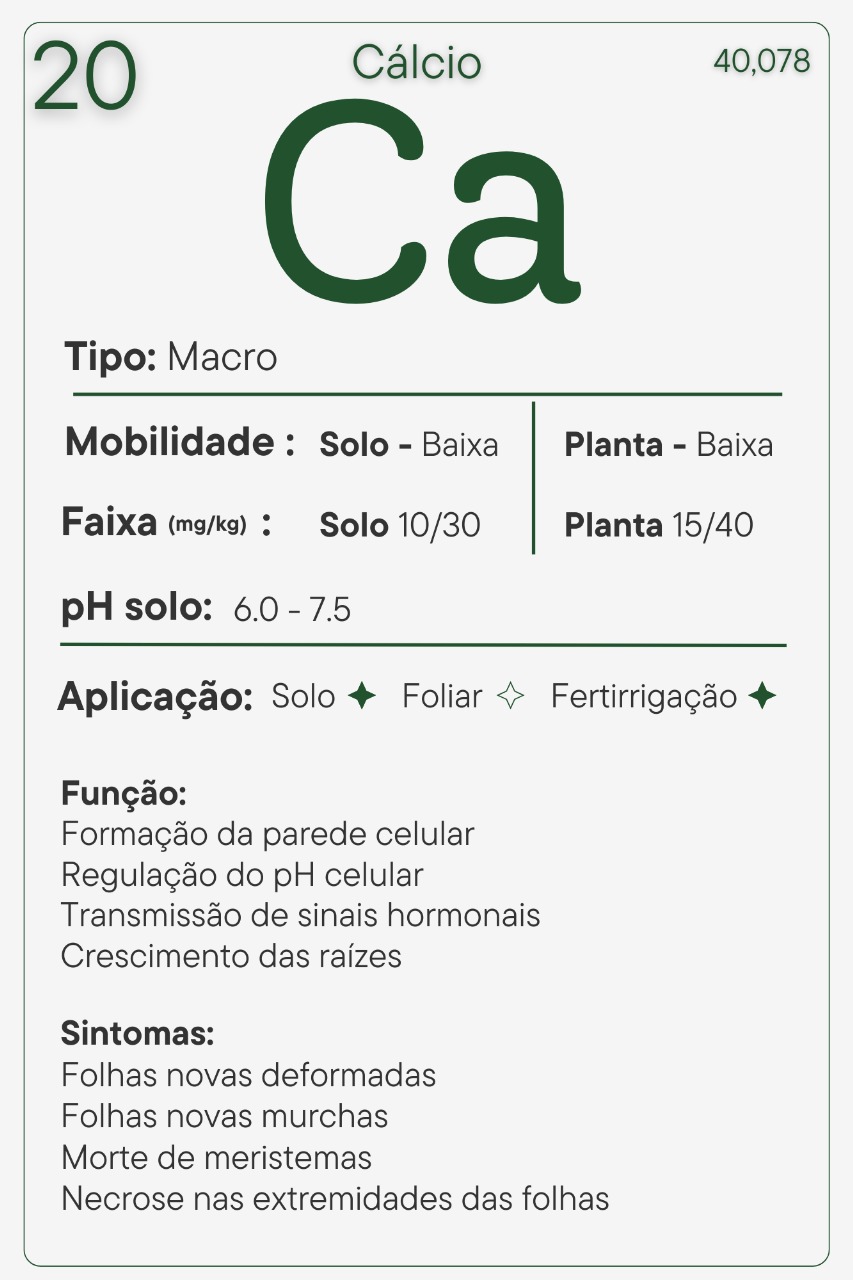 20
Cálcio
40,078
Ca
Tipo: Macro
Mobilidade : Solo - Baixa Planta - Baixa
Faixa (mg/kg) : Solo 10/30 Planta 15/40
pH solo: 6.0 - 7.5
Aplicação: Solo ✦ Foliar ✧ Fertirrigação ✦
Função:
Formação da parede celular
Regulação do pH celular
Transmissão de sinais hormonais
Crescimento das raízes
Sintomas:
Folhas novas deformadas
Folhas novas murchas
Morte de meristemas
Necrose nas extremidades das folhas